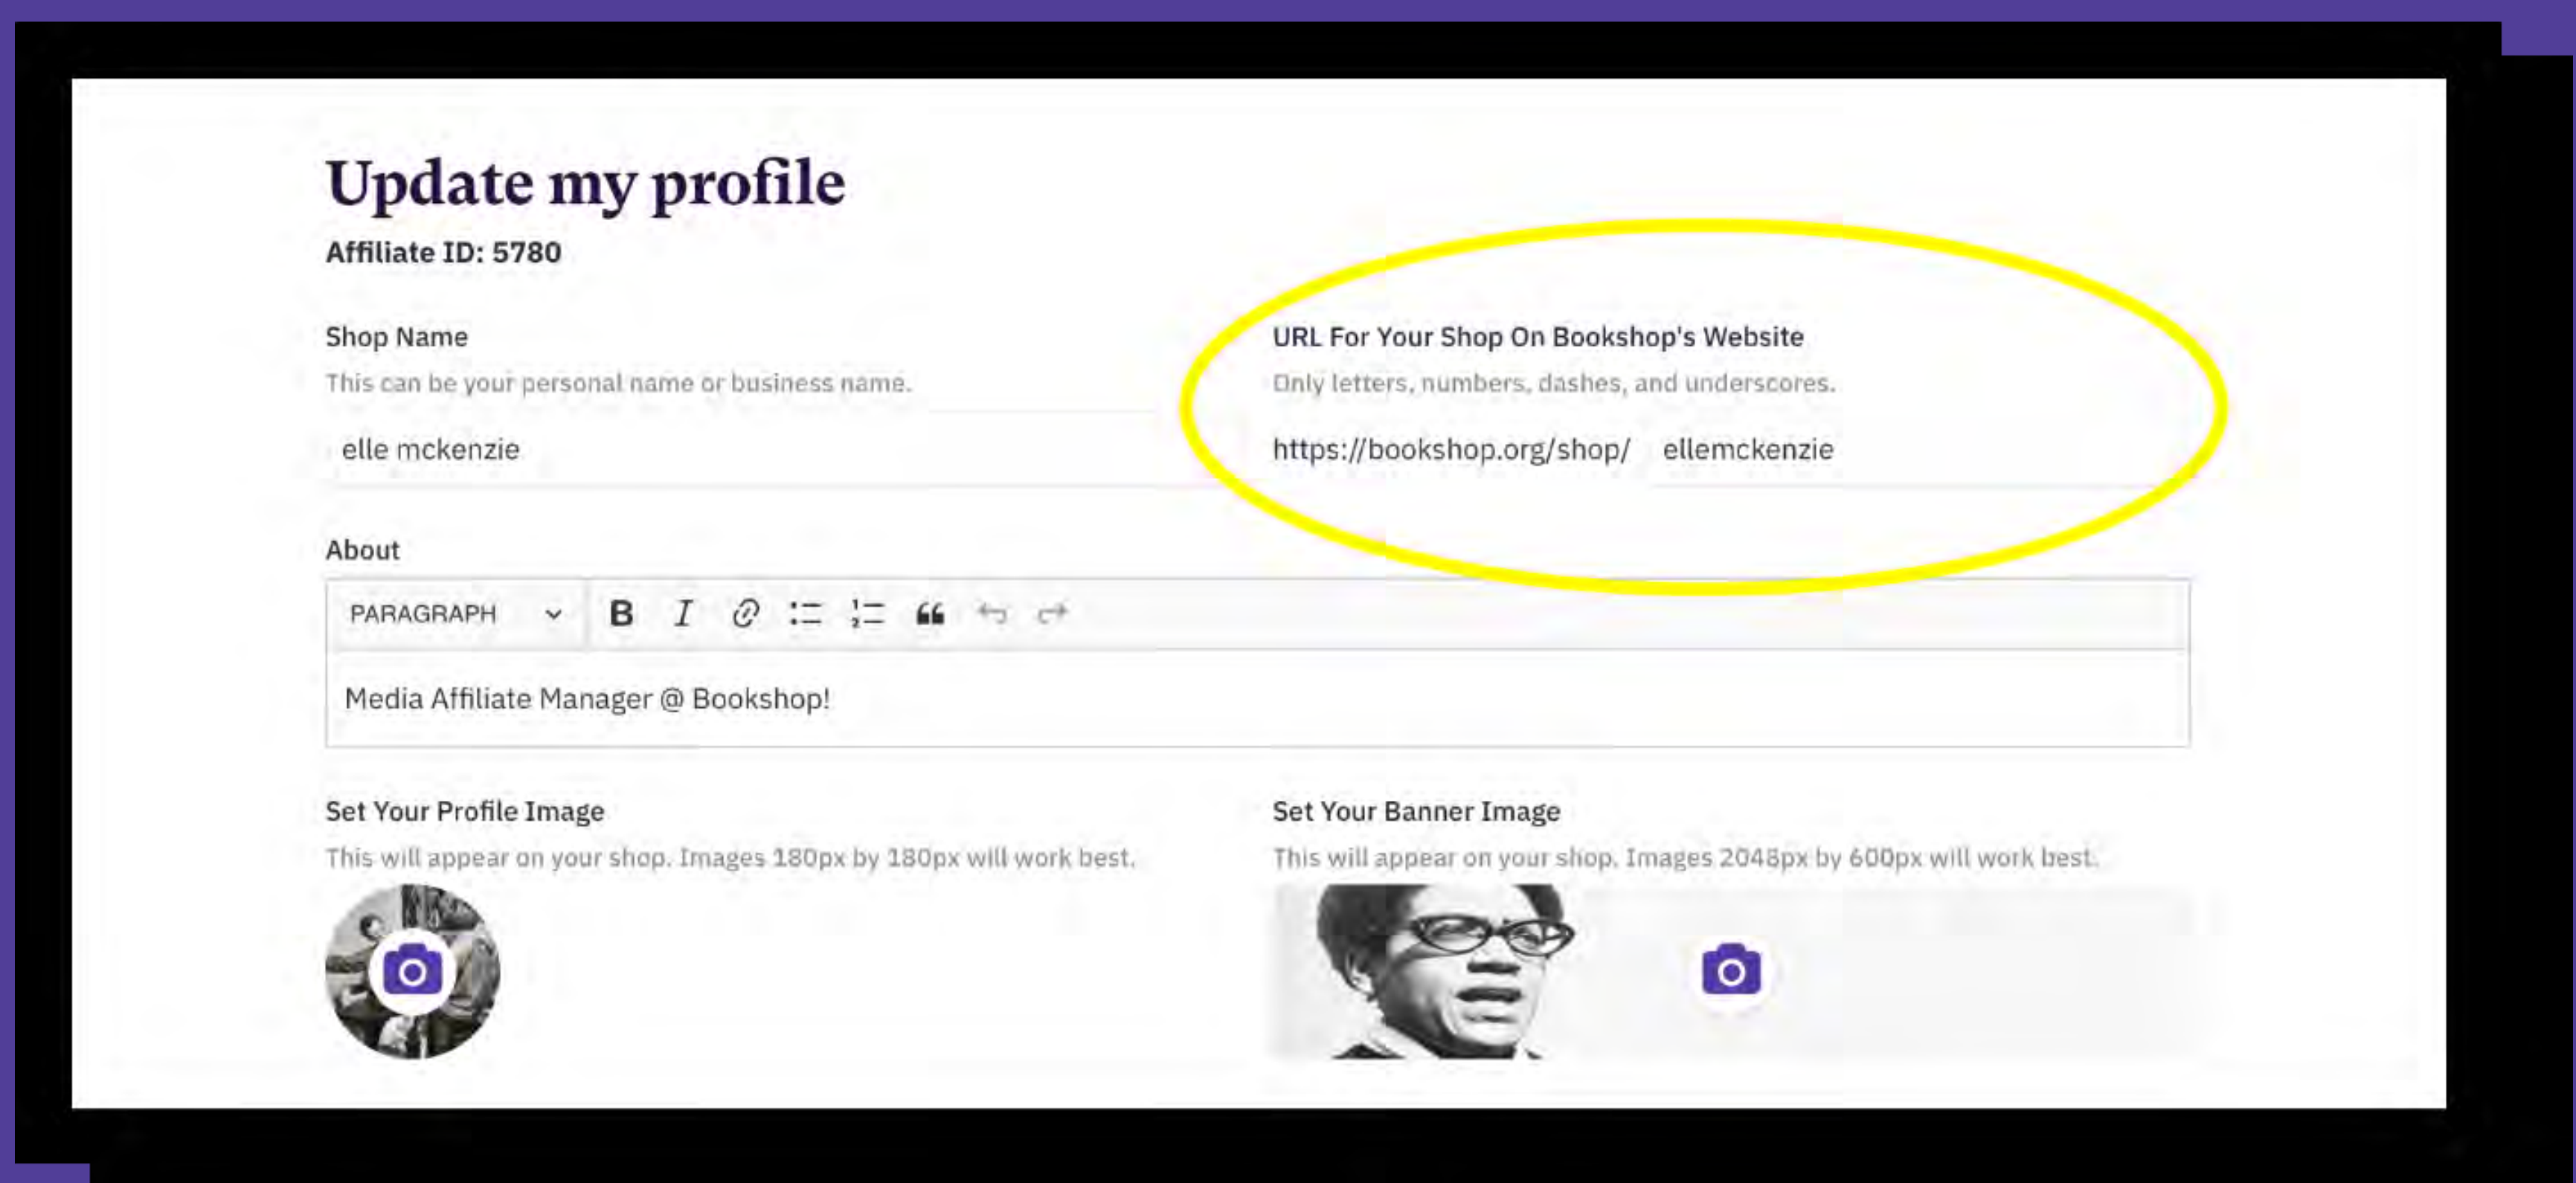 Update my profile
Affiliate ID: 5780
Shop Name
This can be your personal name or business name.
elle mckenzie
URL For Your Shop On Bookshop's Website
Only letters, numbers, dashes, and underscores.
https://bookshop.org/shop/ ellemckenzie
About
PARAGRAPH B I
Media Affiliate Manager @ Bookshop!
Set Your Profile Image
This will appear on your shop. Images 180px by 180px will work best.
Set Your Banner Image
This will appear on your shop. Images 2048px by 600px will work best.